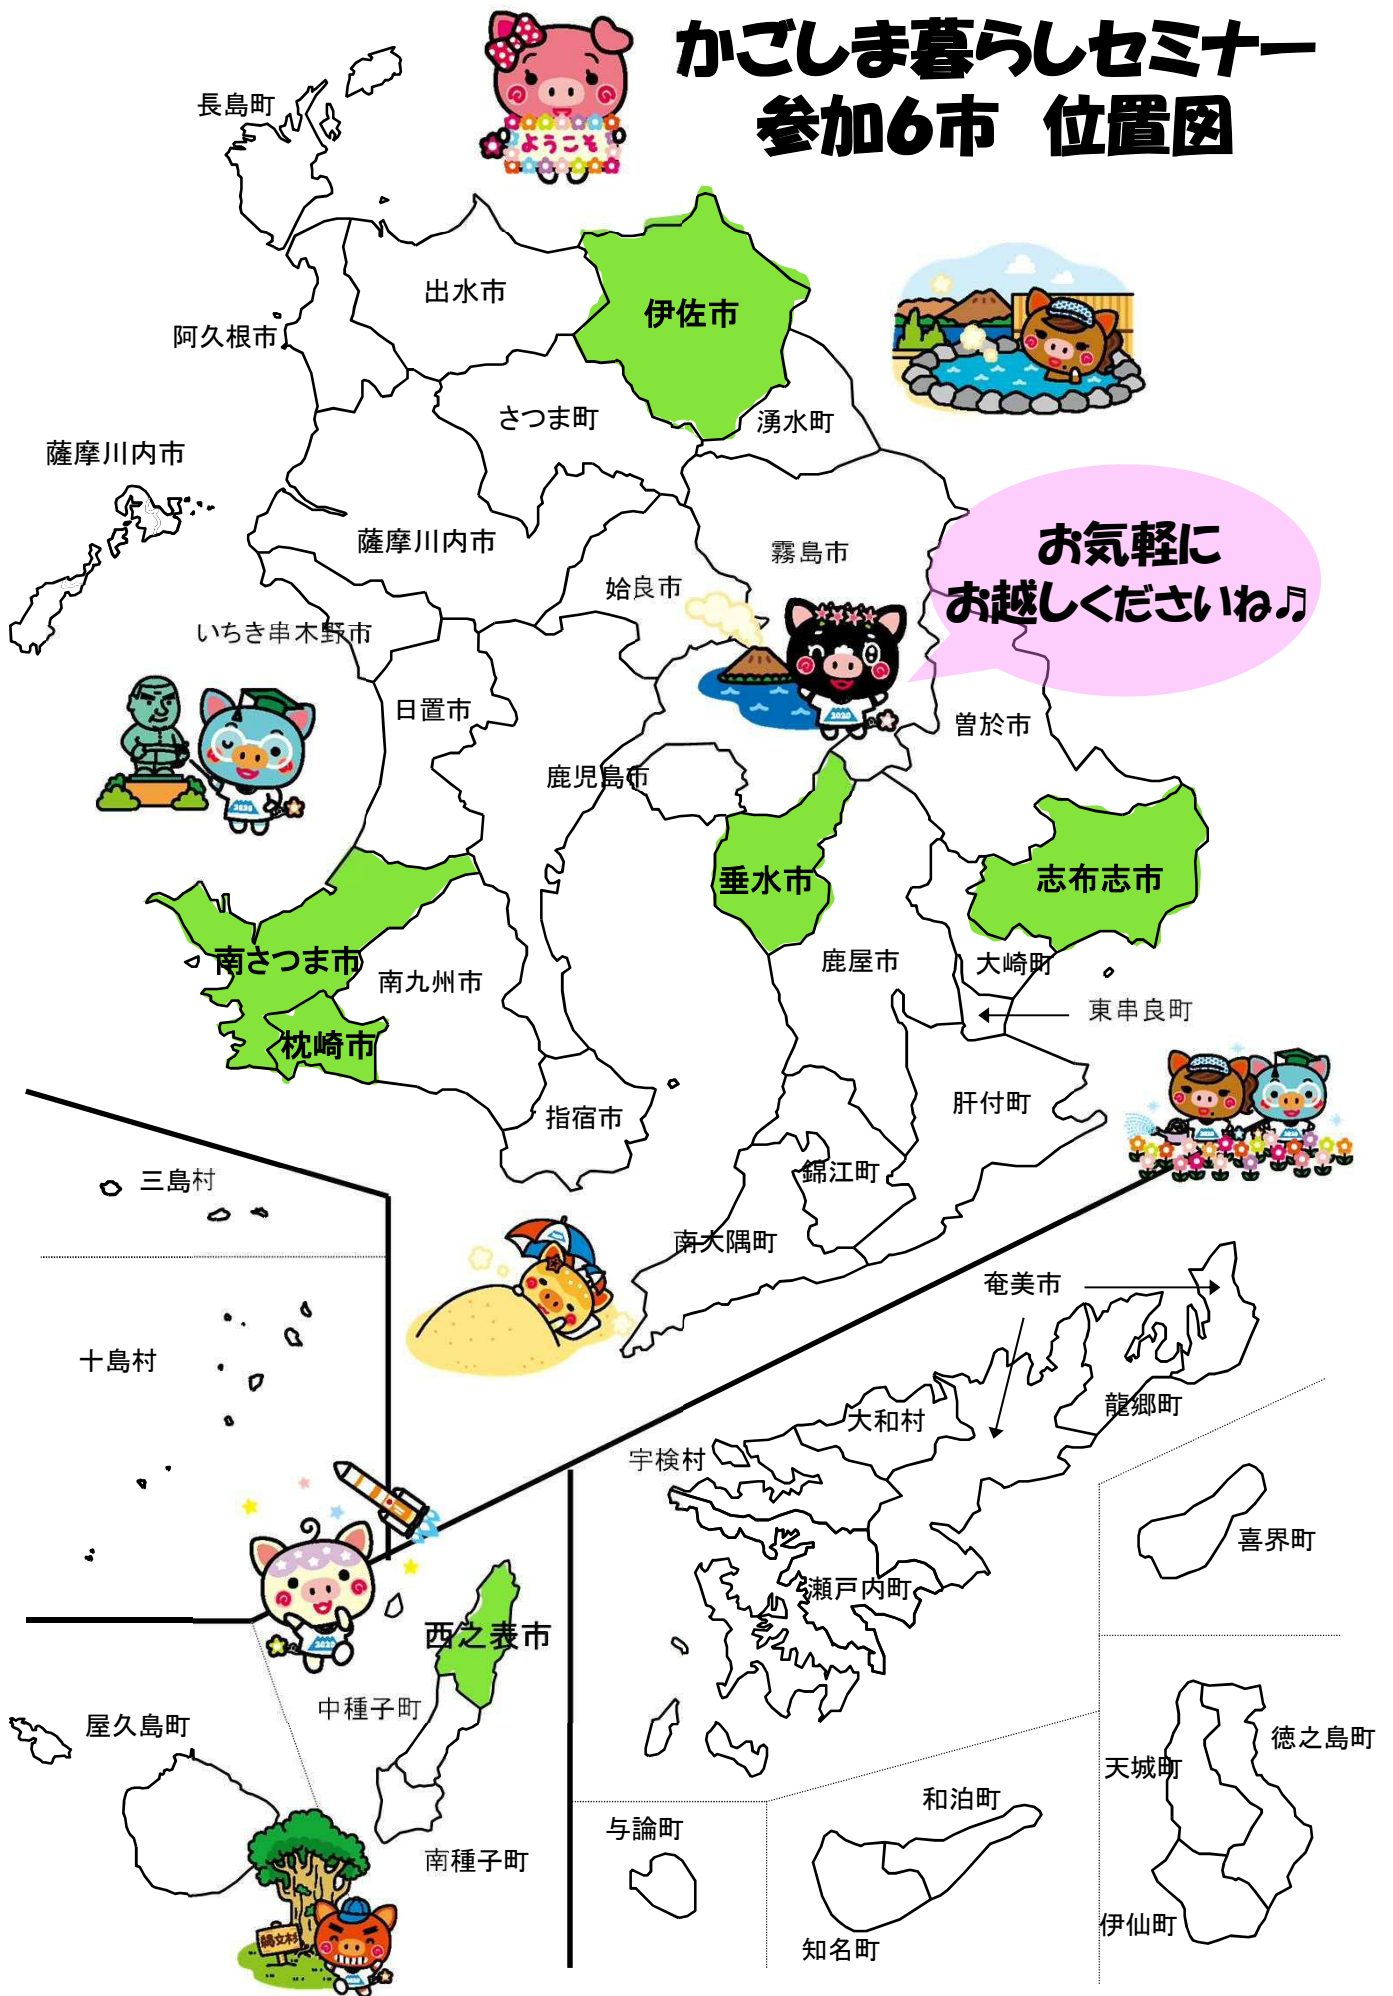 かごしま暮らしセミナー
参加6市 位置図
ようこそ
長島町
出水市
伊佐市
阿久根市
さつま町
湧水町
薩摩川内市
薩摩川内市
霧島市
お気軽に
お越しくださいね♫
姶良市
いちき串木野市
日置市
2020
曽於市
鹿児島市
2020
垂水市
志布志市
南さつま市
南九州市
鹿屋市
大崎町
東串良町
枕崎市
指宿市
肝付町
2020
2020
錦江町
三島村
南大隅町
奄美市
十島村
龍郷町
大和村
宇検村
喜界町
瀬戸内町
西之表市
2020
中種子町
屋久島町
徳之島町
天城町
和泊町
与論町
南種子町
伊仙町
縄文杉
知名町
2020